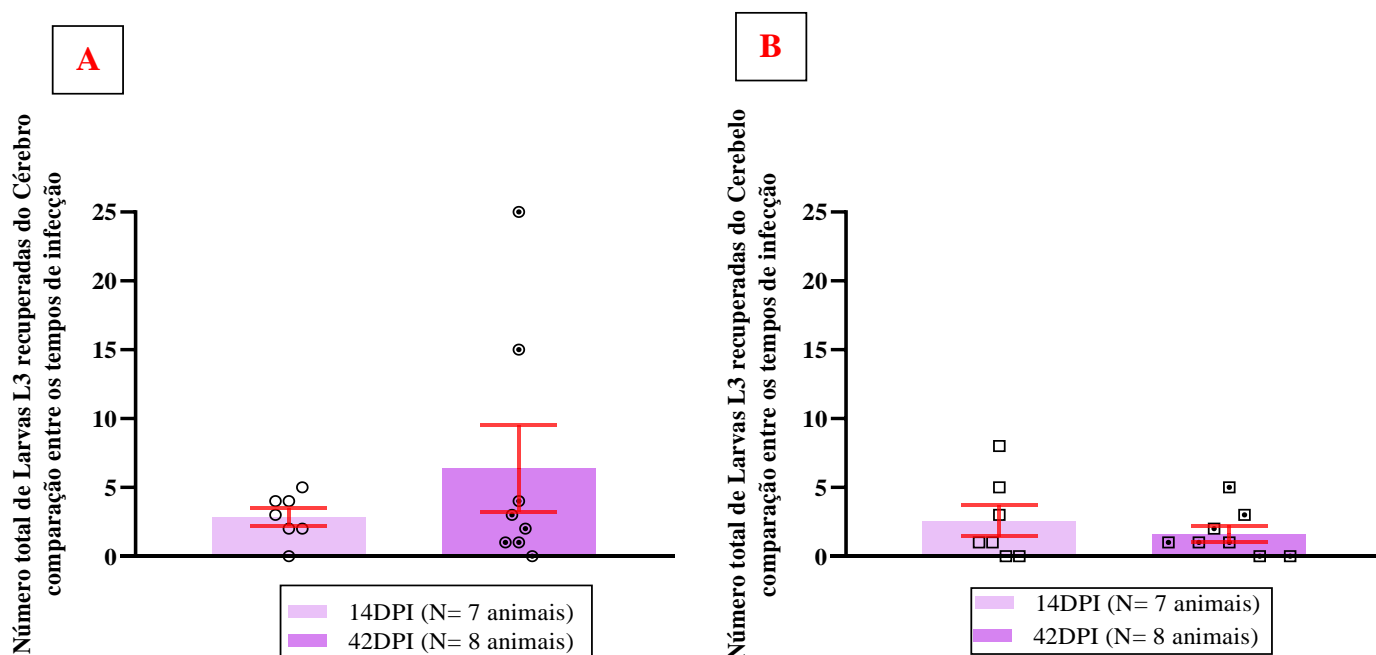 A
Número total de Larvas L3 recuperadas do Cérebro
comparação entre os tempos de infecção
25
20
15
10
5
0
14DPI (N= 7 animais)
42DPI (N= 8 animais)
B
Número total de Larvas L3 recuperadas do Cerebelo
comparação entre os tempos de infecção
25
20
15
10
5
0
14DPI (N= 7 animais)
42DPI (N= 8 animais)